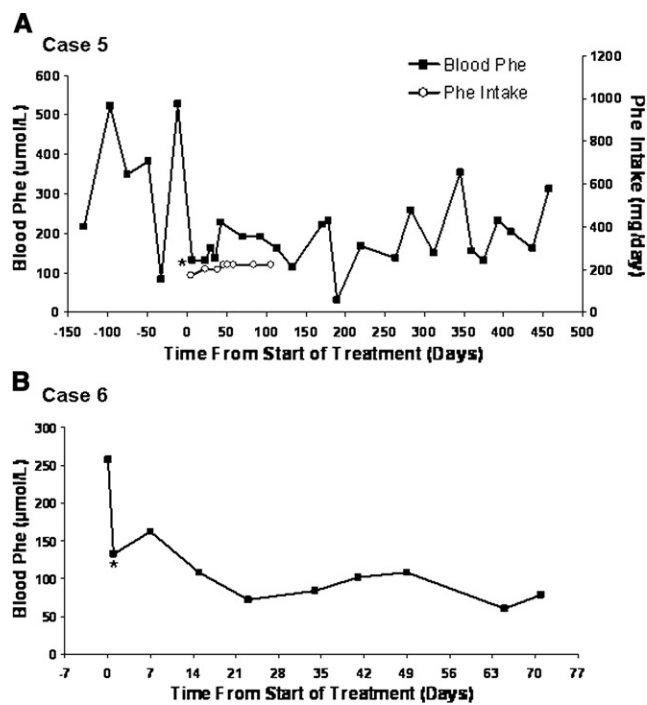 A
Case 5
Blood Phe
Phe Intake
Blood Phe (µmol/L)
600
500
400
300
200
100
0
1200
1000
800
600
400
200
0
Phe Intake (mg/day)
*
-150 -100 -50 0 50 100 150 200 250 300 350 400 450 500
Time From Start of Treatment (Days)
B
Case 6
Blood Phe (µmol/L)
300
250
200
150
100
50
0
*
-7 0 7 14 21 28 35 42 49 56 63 70 77
Time From Start of Treatment (Days)